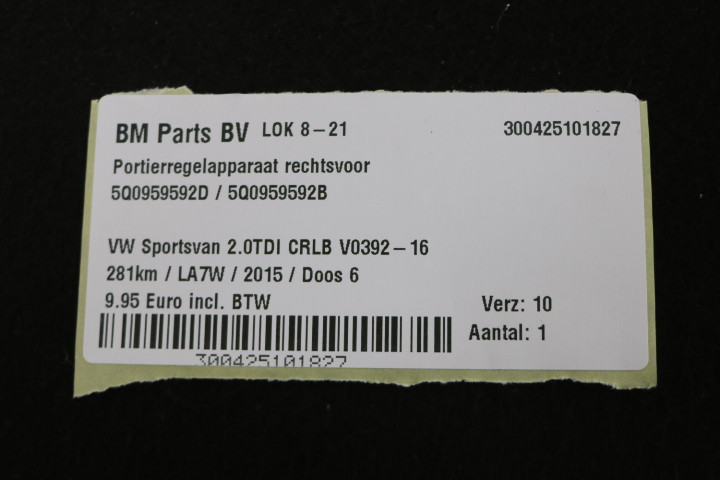 BM Parts BV LOK 8-21 300425101827
Portierregelapparaat rechtsvoor
5Q0959592D / 5Q0959592B
VW Sportsvan 2.0TDI CRLB V0392-16
281km / LA7W / 2015 / Doos 6
9.95 Euro incl. BTW Verz: 10
Aantal: 1
300425101827